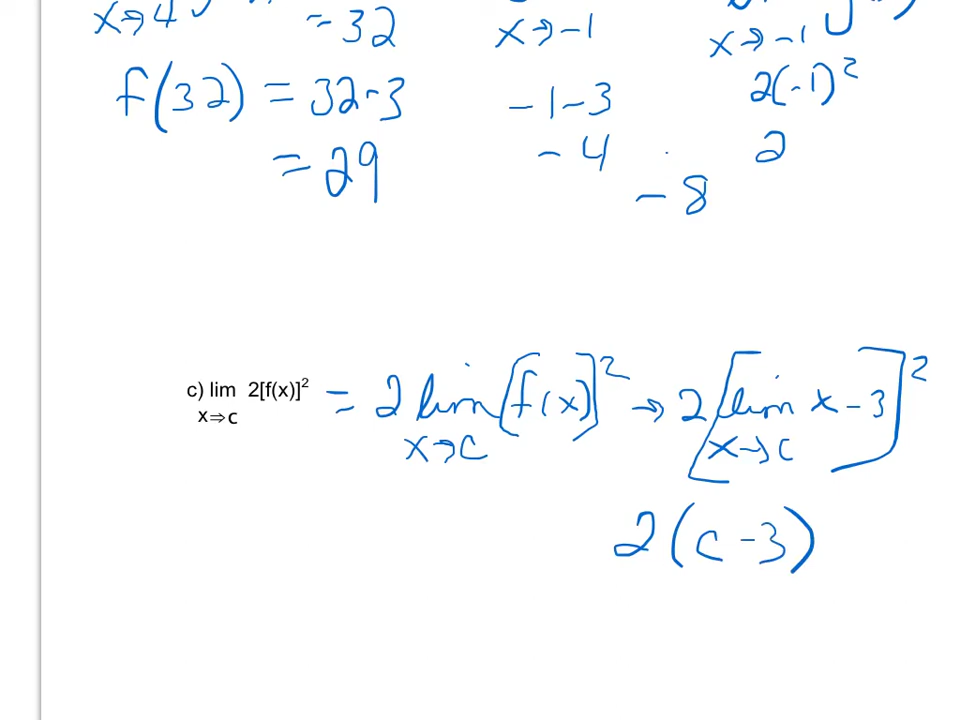 x→4 =32 x→-1 x→-1
f(32) = 32-3 -1-3 2(-1)²
=29 -4 2
-8
c) lim 2[f(x)]² = 2 lim [f(x)]² → 2 [lim x-3]²
x⇒c x→c x→c
2(c-3)